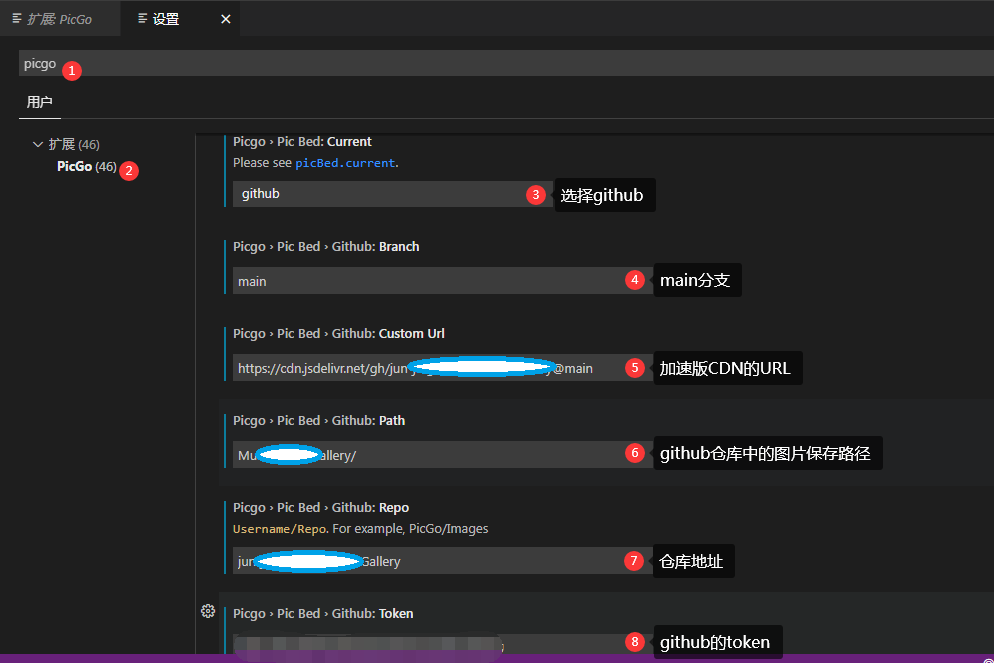 扩展: PicGo
设置
picgo
1
用户
扩展 (46)
PicGo (46)
2
Picgo › Pic Bed: Current
Please see picBed.current.
github
3
选择github
Picgo › Pic Bed › Github: Branch
main
4
main分支
Picgo › Pic Bed › Github: Custom Url
https://cdn.jsdelivr.net/gh/jun @main
5
加速版CDN的URL
Picgo › Pic Bed › Github: Path
Mu allery/
6
github仓库中的图片保存路径
Picgo › Pic Bed › Github: Repo
Username/Repo. For example, PicGo/Images
jun Gallery
7
仓库地址
Picgo › Pic Bed › Github: Token
8
github的token